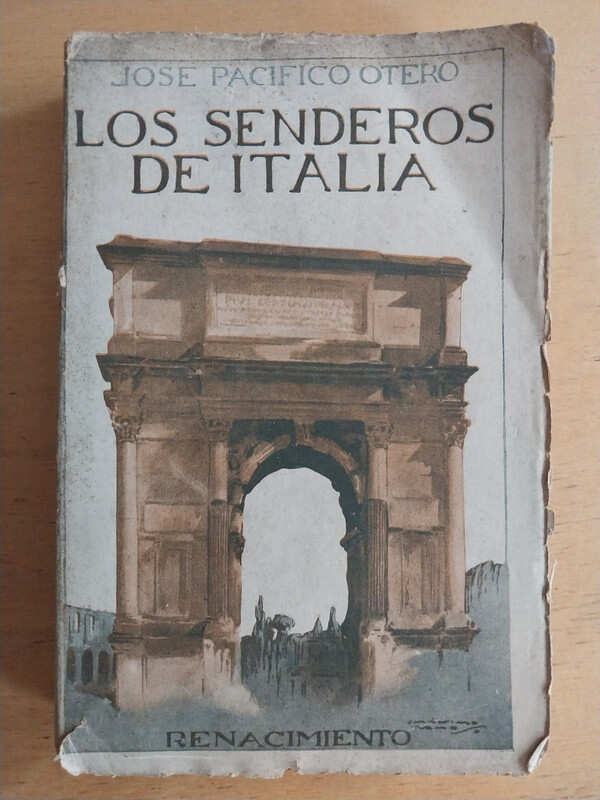 JOSE PACIFICO OTERO
LOS SENDEROS
DE ITALIA
RENACIMIENTO